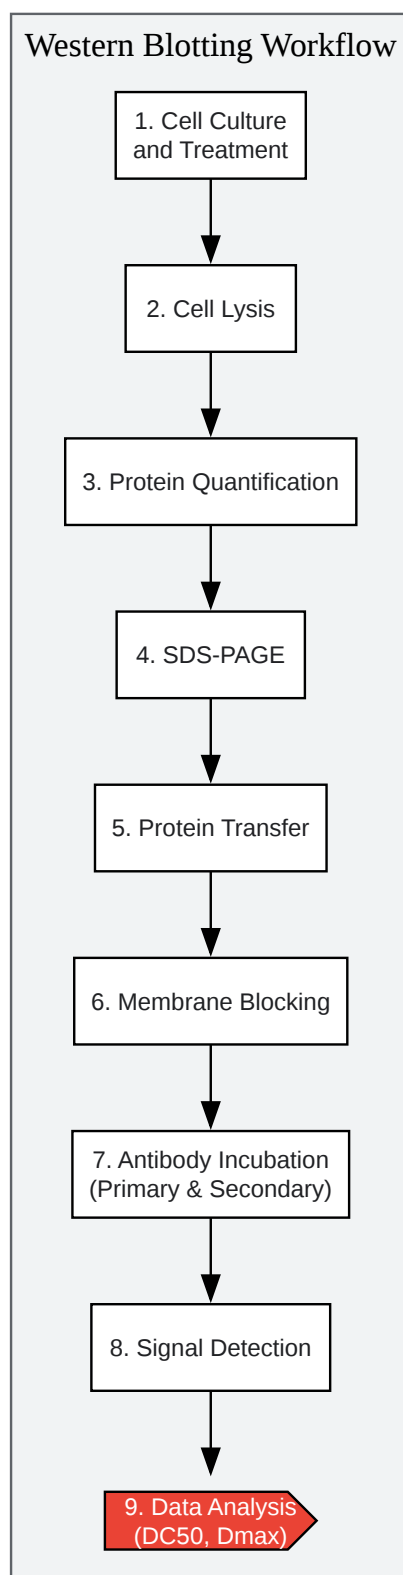 Western Blotting Workflow
1. Cell Culture
and Treatment
2. Cell Lysis
3. Protein Quantification
4. SDS-PAGE
5. Protein Transfer
6. Membrane Blocking
7. Antibody Incubation
(Primary & Secondary)
8. Signal Detection
9. Data Analysis
(DC50, Dmax)